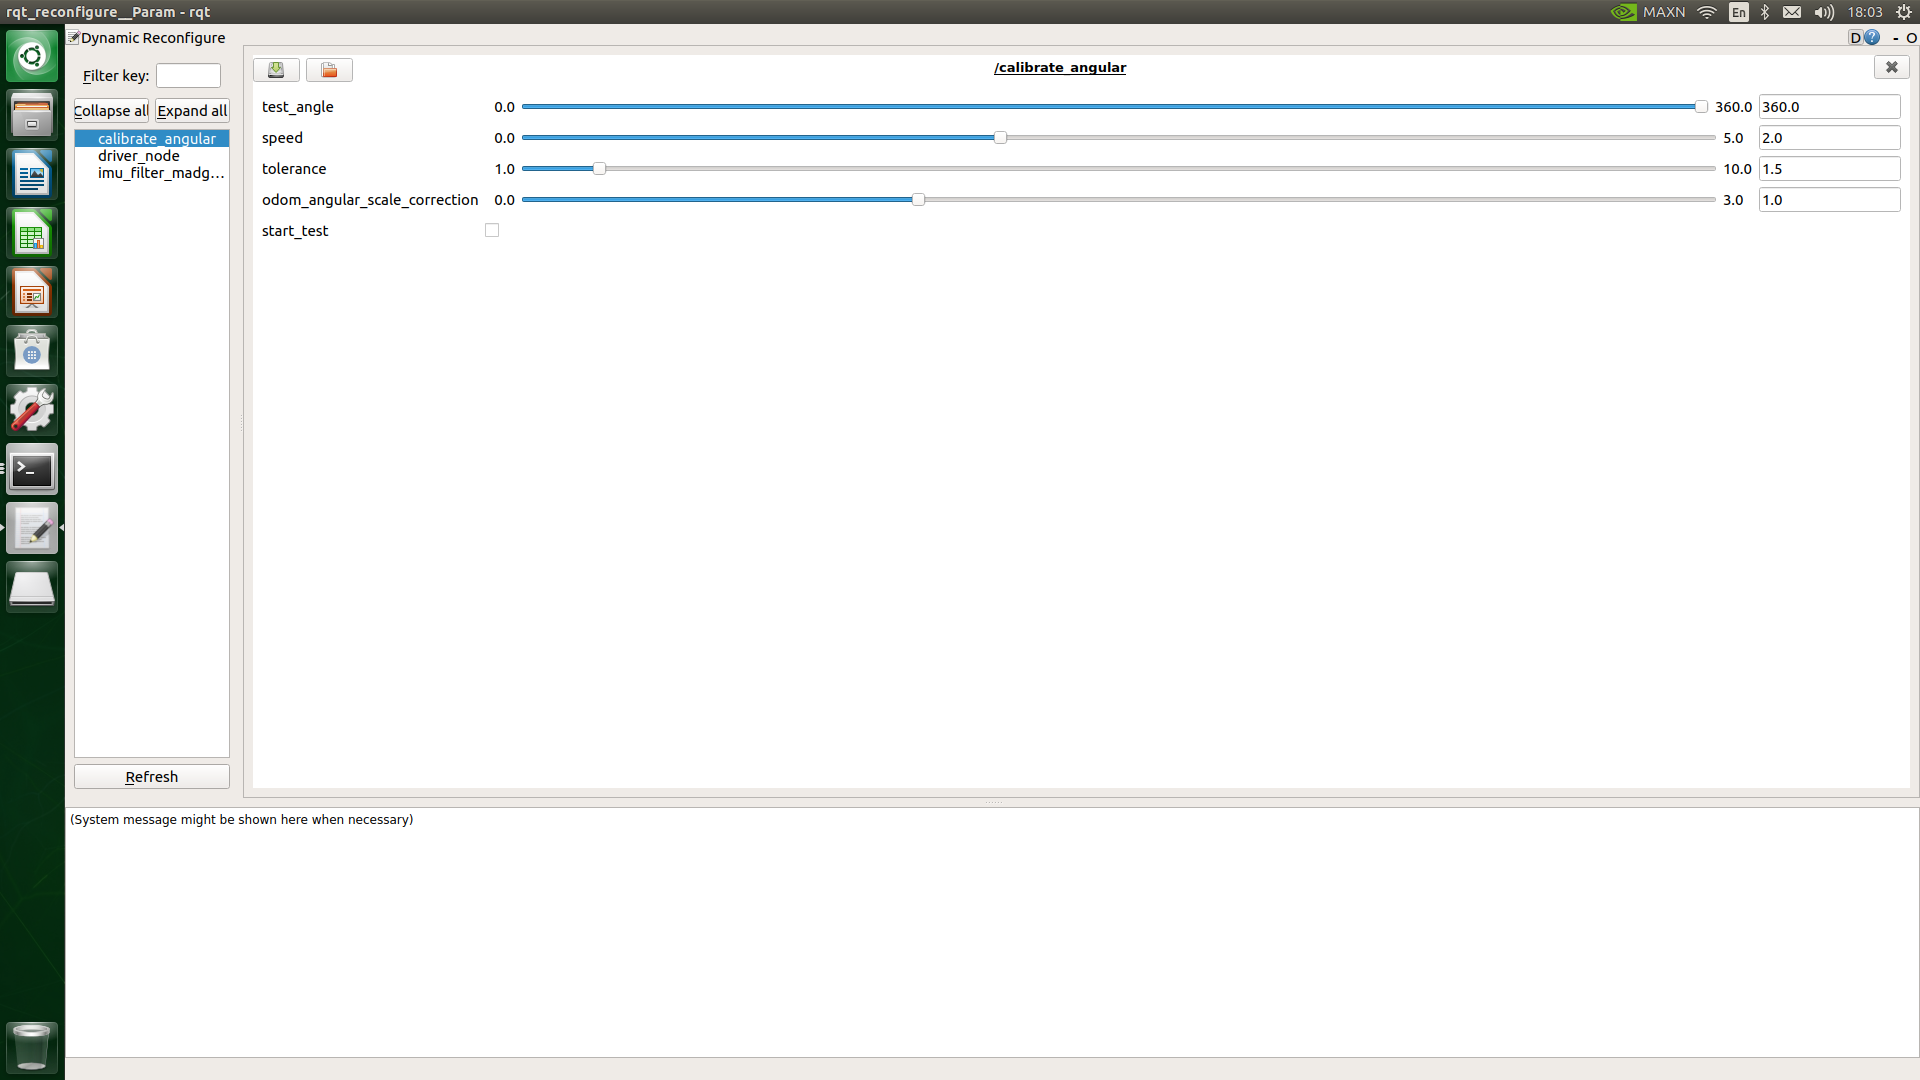 rqt_reconfigure__Param - rqt
MAXN En 18:03
Dynamic Reconfigure
D ? - O
Filter key:
Collapse all Expand all
calibrate_angular
driver_node
imu_filter_madg...
Refresh
/calibrate_angular
test_angle 0.0 360.0 360.0
speed 0.0 5.0 2.0
tolerance 1.0 10.0 1.5
odom_angular_scale_correction 0.0 3.0 1.0
start_test
(System message might be shown here when necessary)